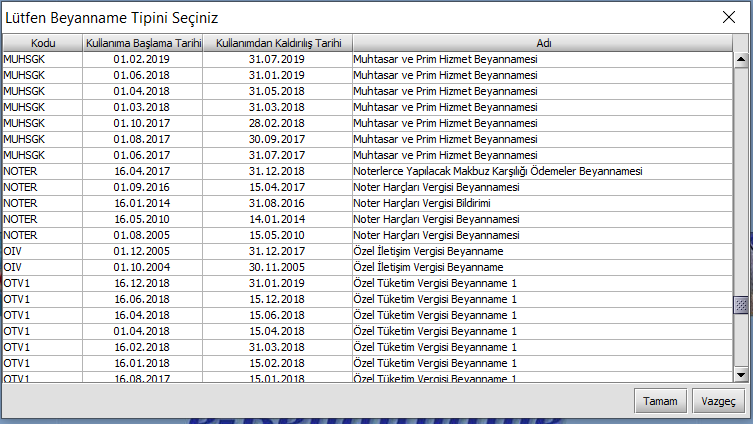 Lütfen Beyanname Tipini Seçiniz
Kodu Kullanıma Başlama Tarihi Kullanımdan Kaldırılış Tarihi Adı
MUHSGK 01.02.2019 31.07.2019 Muhtasar ve Prim Hizmet Beyannamesi
MUHSGK 01.06.2018 31.01.2019 Muhtasar ve Prim Hizmet Beyannamesi
MUHSGK 01.04.2018 31.05.2018 Muhtasar ve Prim Hizmet Beyannamesi
MUHSGK 01.03.2018 31.03.2018 Muhtasar ve Prim Hizmet Beyannamesi
MUHSGK 01.10.2017 28.02.2018 Muhtasar ve Prim Hizmet Beyannamesi
MUHSGK 01.08.2017 30.09.2017 Muhtasar ve Prim Hizmet Beyannamesi
MUHSGK 01.06.2017 31.07.2017 Muhtasar ve Prim Hizmet Beyannamesi
NOTER 16.04.2017 31.12.2018 Noterlerce Yapılacak Makbuz Karşılığı Ödemeler Beyannamesi
NOTER 01.09.2016 15.04.2017 Noter Harçları Vergisi Beyannamesi
NOTER 16.01.2014 31.08.2016 Noter Harçları Vergisi Bildirimi
NOTER 16.05.2010 14.01.2014 Noter Harçları Vergisi Beyannamesi
NOTER 01.08.2005 15.05.2010 Noter Harçları Vergisi Beyannamesi
OIV 01.12.2005 31.12.2017 Özel İletişim Vergisi Beyanname
OIV 01.10.2004 30.11.2005 Özel İletişim Vergisi Beyanname
OTV1 16.12.2018 31.01.2019 Özel Tüketim Vergisi Beyanname 1
OTV1 16.06.2018 15.12.2018 Özel Tüketim Vergisi Beyanname 1
OTV1 16.04.2018 15.06.2018 Özel Tüketim Vergisi Beyanname 1
OTV1 01.04.2018 15.04.2018 Özel Tüketim Vergisi Beyanname 1
OTV1 16.02.2018 31.03.2018 Özel Tüketim Vergisi Beyanname 1
OTV1 16.01.2018 15.02.2018 Özel Tüketim Vergisi Beyanname 1
OTV1 16.08.2017 15.01.2018 Özel Tüketim Vergisi Beyanname 1
Tamam Vazgeç